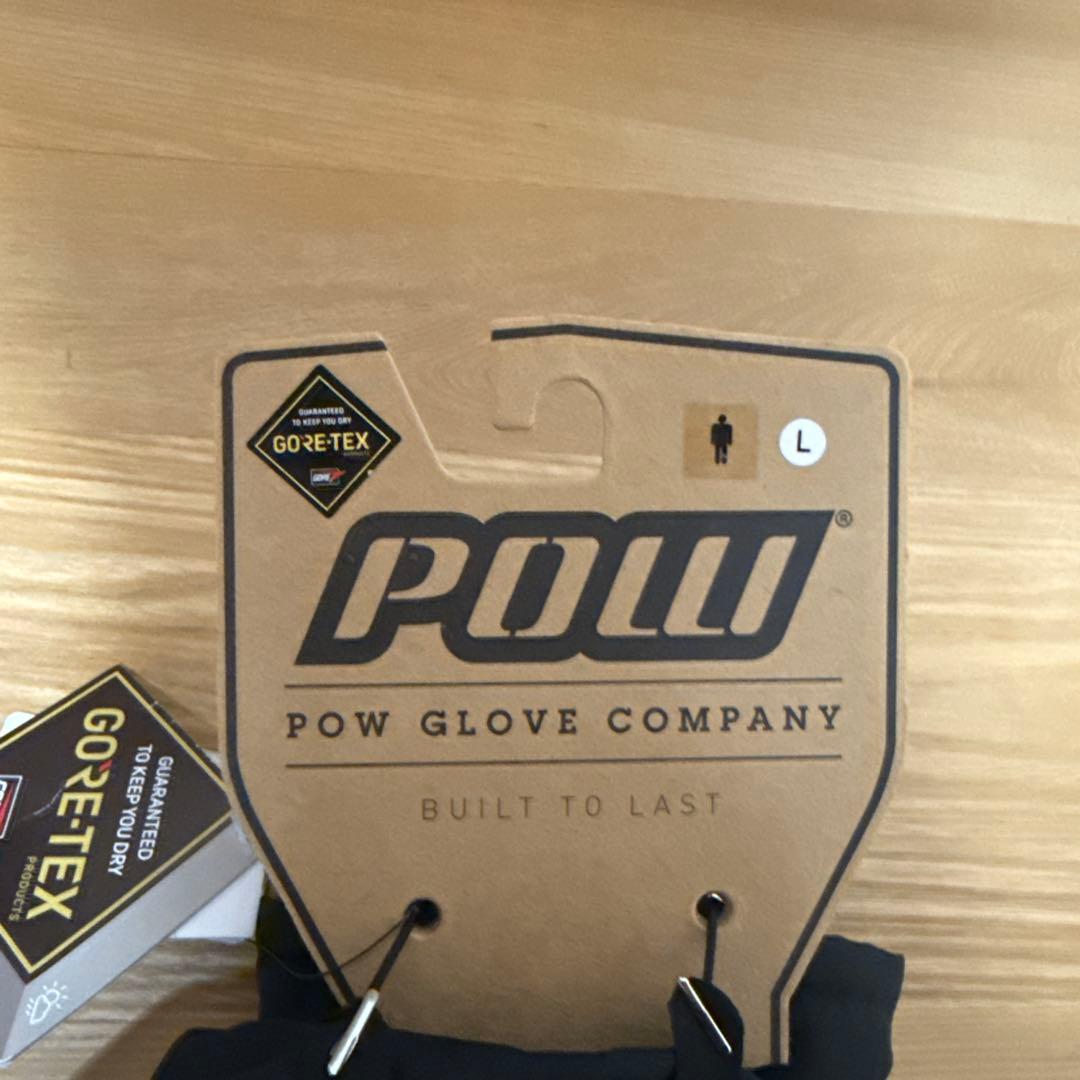 GUARANTEED
TO KEEP YOU DRY
GORE-TEX
GORE
L
POW®
POW GLOVE COMPANY
BUILT TO LAST
GUARANTEED
TO KEEP YOU DRY
GORE-TEX
PRODUCTS